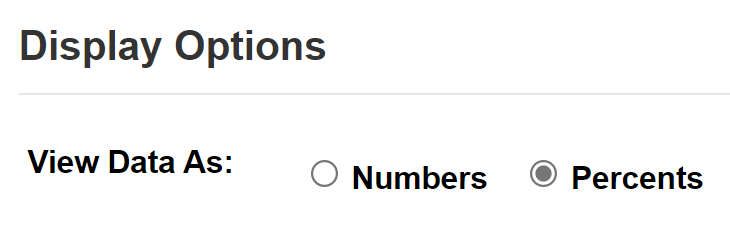 Display Options
View Data As:
Numbers
Percents